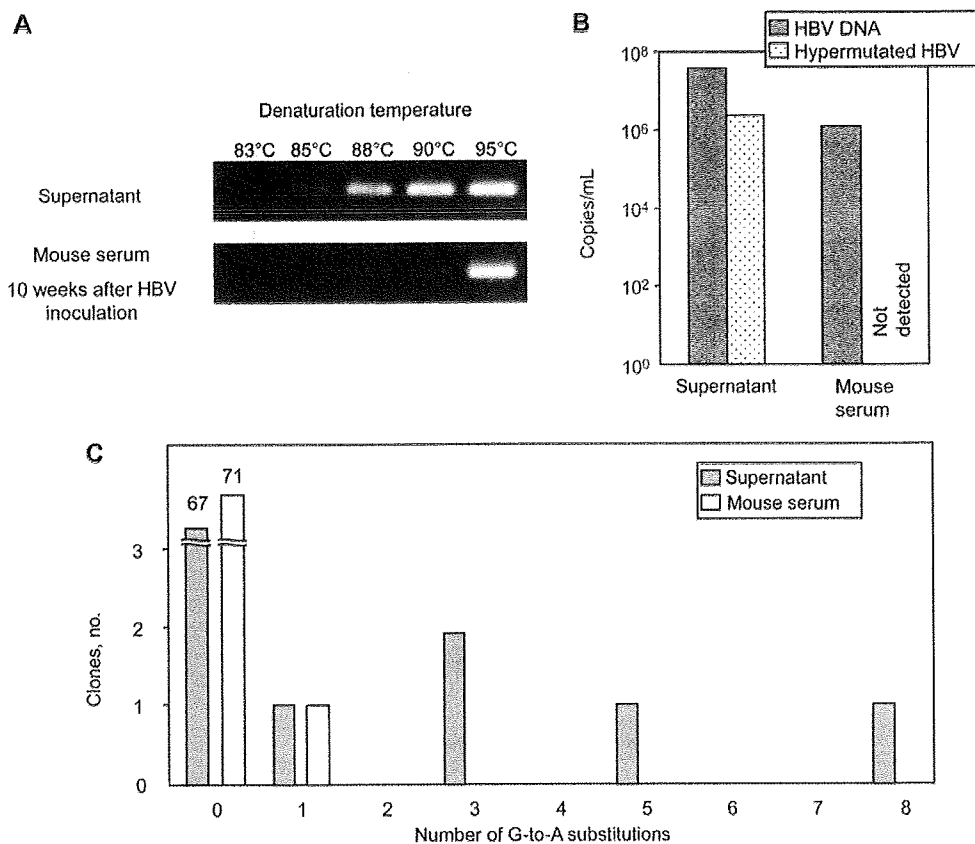 A
Denaturation temperature
83°C 85°C 88°C 90°C 95°C
Supernatant
Mouse serum
10 weeks after HBV
inoculation
B
HBV DNA
Hypermutated HBV
Copies/mL
10⁸
10⁶
10⁴
10²
10⁰
Not
detected
Supernatant
Mouse
serum
C
Supernatant
Mouse serum
67
71
Clones, no.
3
2
1
0
0 1 2 3 4 5 6 7 8
Number of G-to-A substitutions